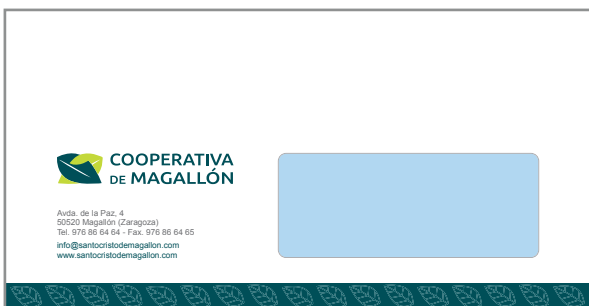 COOPERATIVA
DE MAGALLÓN
Avda. de la Paz, 4
50520 Magallón (Zaragoza)
Tel. 976 86 64 64 - Fax. 976 86 64 65
info@santocristodemagallon.com
www.santocristodemagallon.com